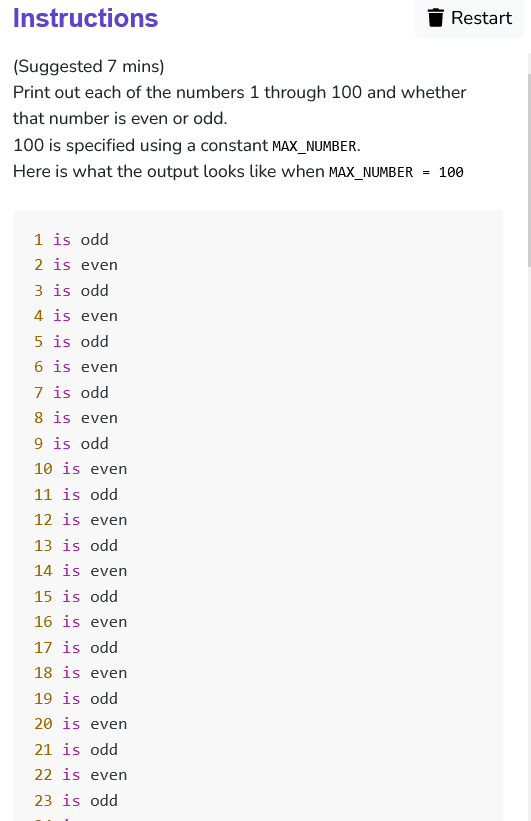 Instructions
Restart
(Suggested 7 mins)
Print out each of the numbers 1 through 100 and whether
that number is even or odd.
100 is specified using a constant MAX_NUMBER.
Here is what the output looks like when MAX_NUMBER = 100
1 is odd
2 is even
3 is odd
4 is even
5 is odd
6 is even
7 is odd
8 is even
9 is odd
10 is even
11 is odd
12 is even
13 is odd
14 is even
15 is odd
16 is even
17 is odd
18 is even
19 is odd
20 is even
21 is odd
22 is even
23 is odd